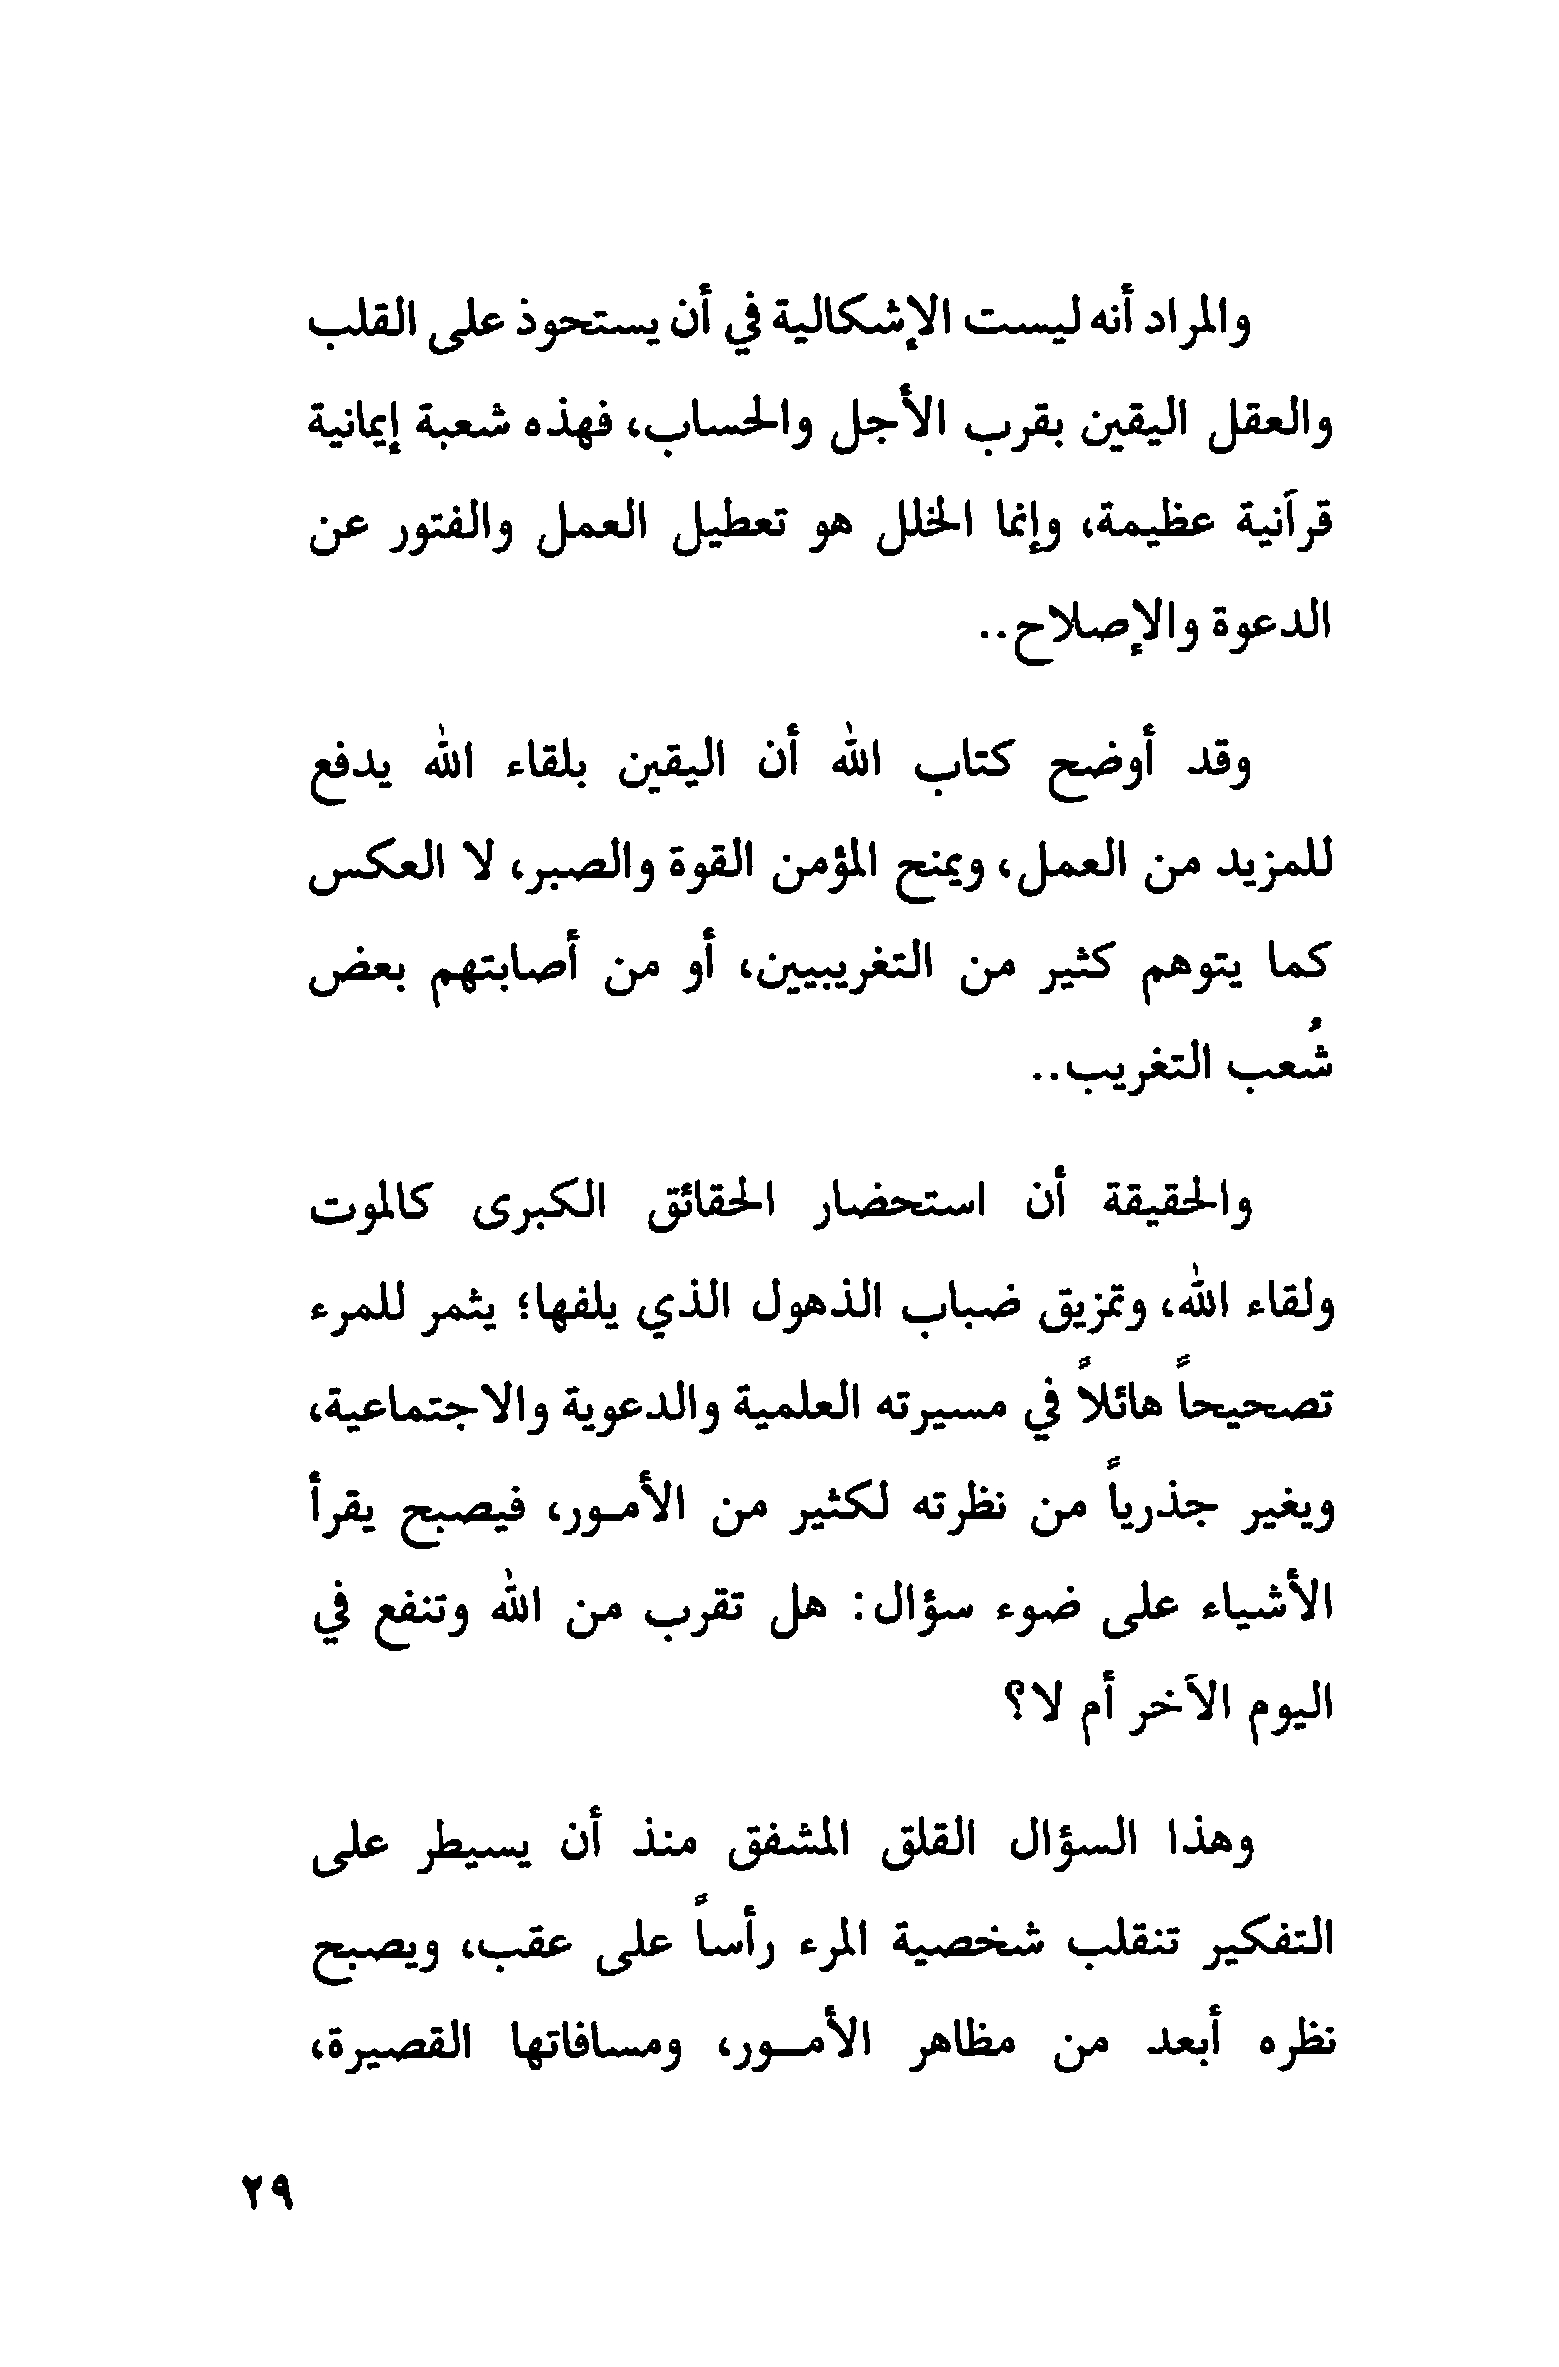 والمراد أنه ليست الإشكالية في أن يستحوذ على القلب
والعقل اليقين بقرب الأجل والحساب، فهذه شعبة إيمانية
قرآنية عظيمة، وإنما الخلل هو تعطيل العمل والفتور عن
الدعوة والإصلاح..
وقد أوضح كتاب الله أن اليقين بلقاء الله يدفع
للمزيد من العمل، ويمنح المؤمن القوة والصبر، لا العكس
كما يتوهم كثير من التغريبيين، أو من أصابتهم بعض
شُعب التغريب..
والحقيقة أن استحضار الحقائق الكبرى كالموت
ولقاء الله، وتمزيق ضباب الذهول الذي يلفها؛ يثمر للمرء
تصحيحاً هائلاً في مسيرته العلمية والدعوية والاجتماعية،
ويغير جذرياً من نظرته لكثير من الأمـور، فيصبح يقرأ
الأشياء على ضوء سؤال: هل تقرب من الله وتنفع في
اليوم الآخر أم لا؟
وهذا السؤال القلق المشفق منذ أن يسيطر على
التفكير تنقلب شخصية المرء رأساً على عقب، ويصبح
نظره أبعد من مظاهر الأمــور، ومسافاتها القصيرة،
٢٩